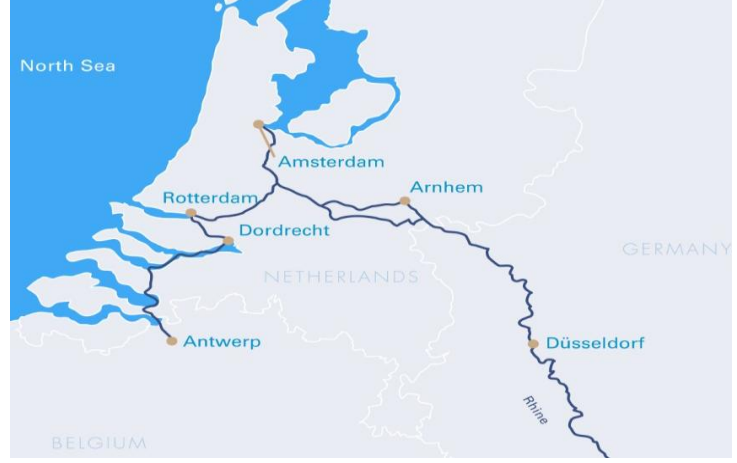 North Sea
Amsterdam
Arnhem
Rotterdam
Dordrecht
GERMANY
NETHERLANDS
Antwerp
Düsseldorf
Rhine
BELGIUM